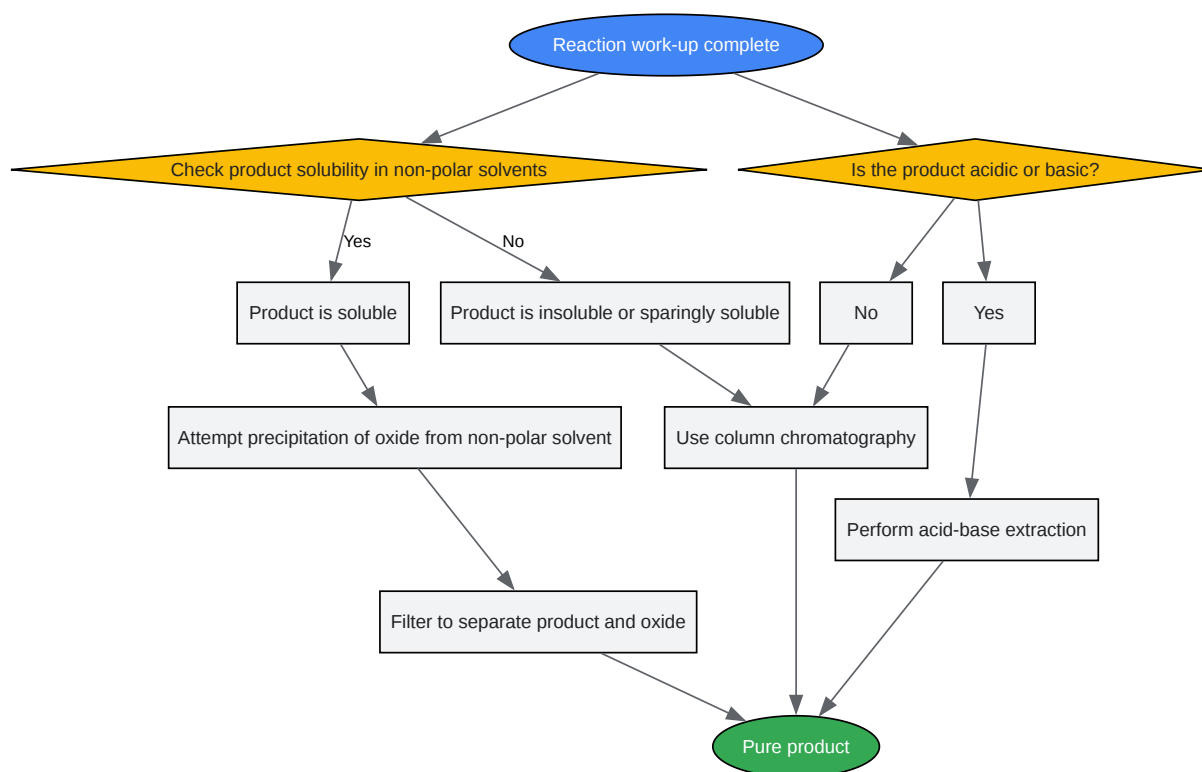 Reaction work-up complete
Check product solubility in non-polar solvents
Is the product acidic or basic?
Yes
No
Product is soluble
Product is insoluble or sparingly soluble
No
Yes
Attempt precipitation of oxide from non-polar solvent
Use column chromatography
Perform acid-base extraction
Filter to separate product and oxide
Pure product